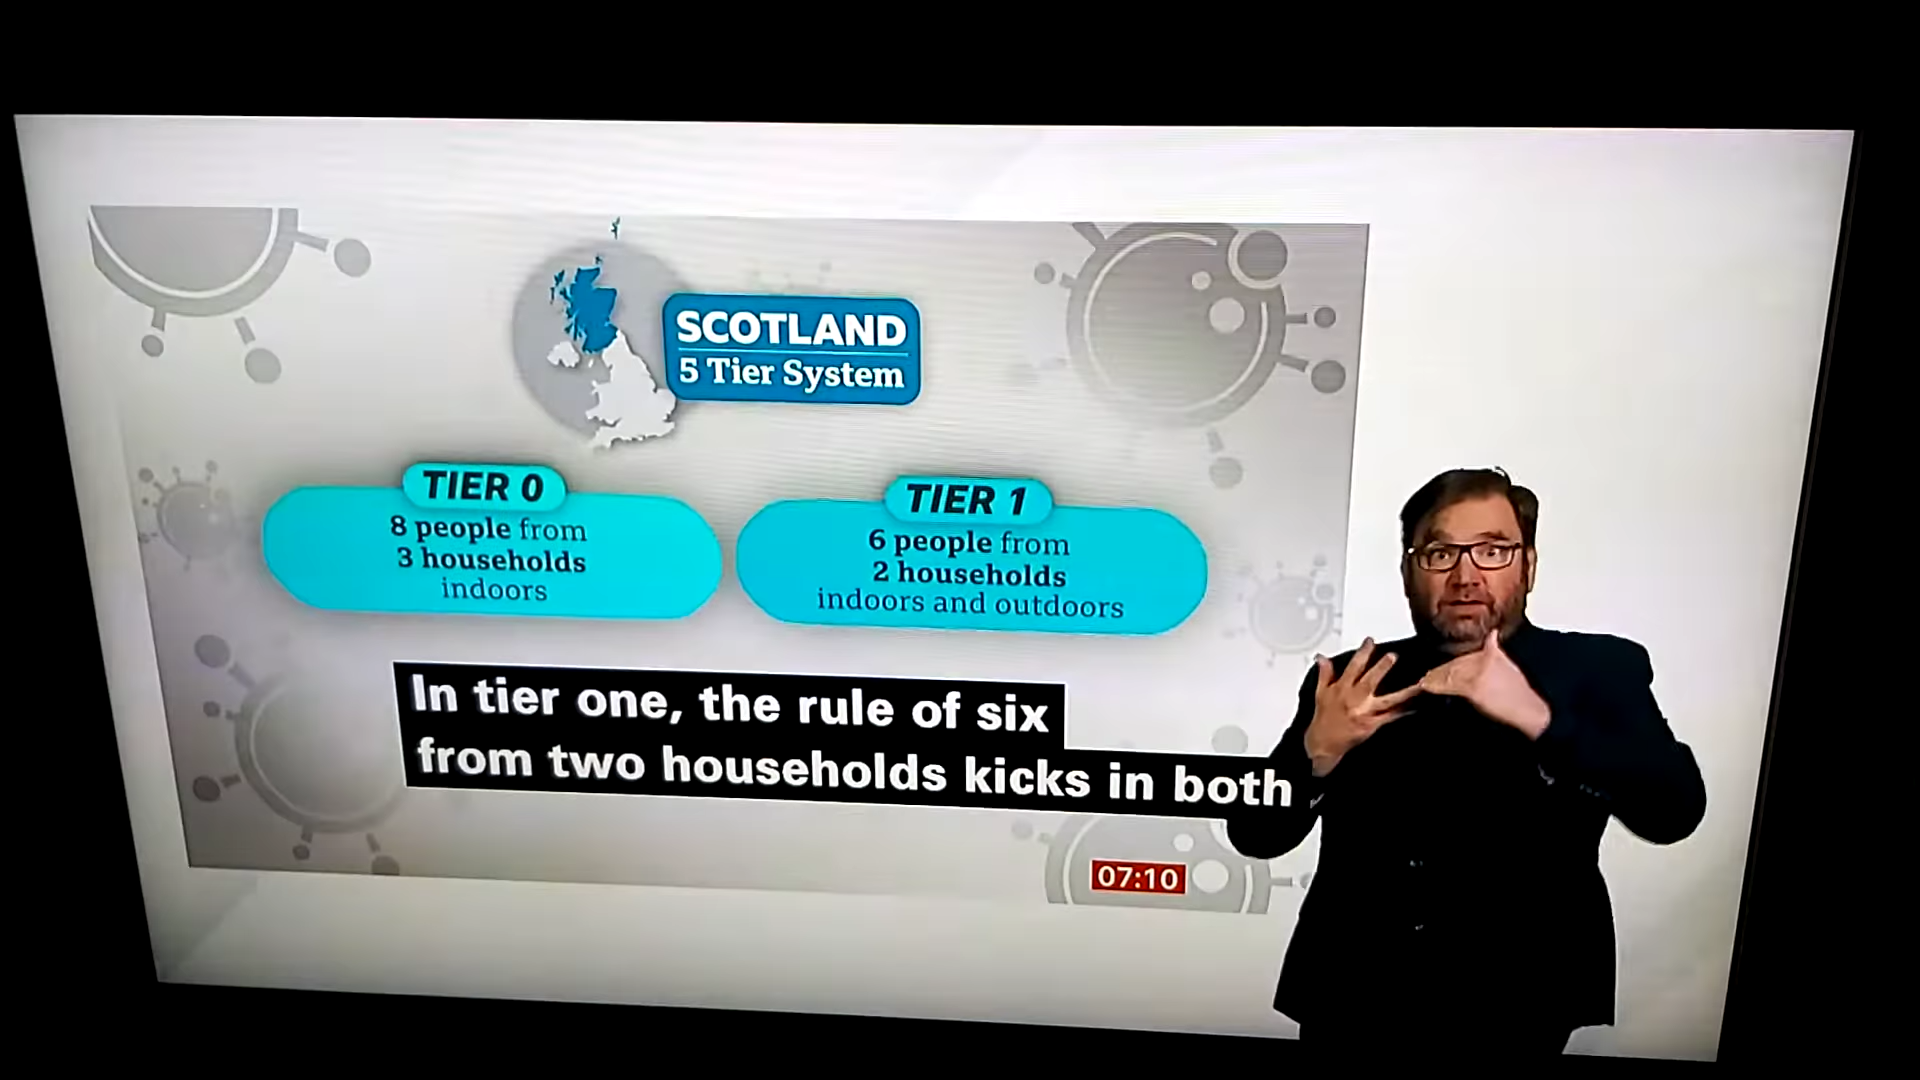 SCOTLAND
5 Tier System
TIER 0
8 people from
3 households
indoors
TIER 1
6 people from
2 households
indoors and outdoors
In tier one, the rule of six
from two households kicks in both
07:10